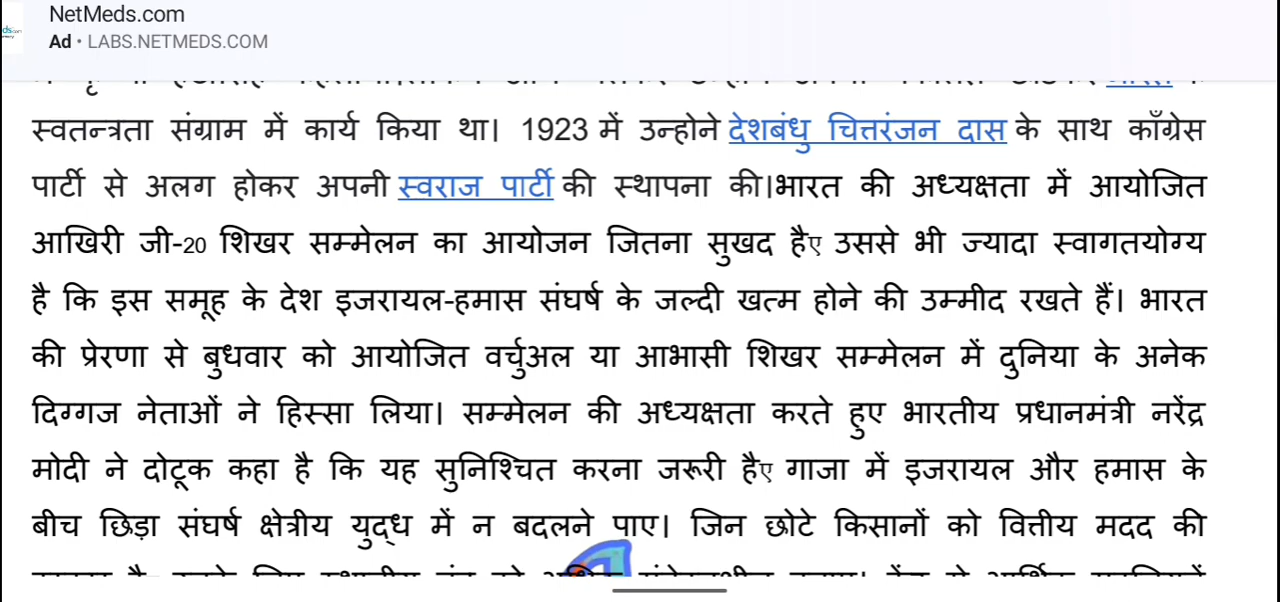 NetMeds.com
Ad • LABS.NETMEDS.COM
स्वतन्त्रता संग्राम में कार्य किया था। 1923 में उन्होने देशबंधु चित्तरंजन दास के साथ काँग्रेस
पार्टी से अलग होकर अपनी स्वराज पार्टी की स्थापना की।भारत की अध्यक्षता में आयोजित
आखिरी जी-20 शिखर सम्मेलन का आयोजन जितना सुखद हैए उससे भी ज्यादा स्वागतयोग्य
है कि इस समूह के देश इजरायल-हमास संघर्ष के जल्दी खत्म होने की उम्मीद रखते हैं। भारत
की प्रेरणा से बुधवार को आयोजित वर्चुअल या आभासी शिखर सम्मेलन में दुनिया के अनेक
दिग्गज नेताओं ने हिस्सा लिया। सम्मेलन की अध्यक्षता करते हुए भारतीय प्रधानमंत्री नरेंद्र
मोदी ने दोटूक कहा है कि यह सुनिश्चित करना जरूरी हैए गाजा में इजरायल और हमास के
बीच छिड़ा संघर्ष क्षेत्रीय युद्ध में न बदलने पाए। जिन छोटे किसानों को वित्तीय मदद की